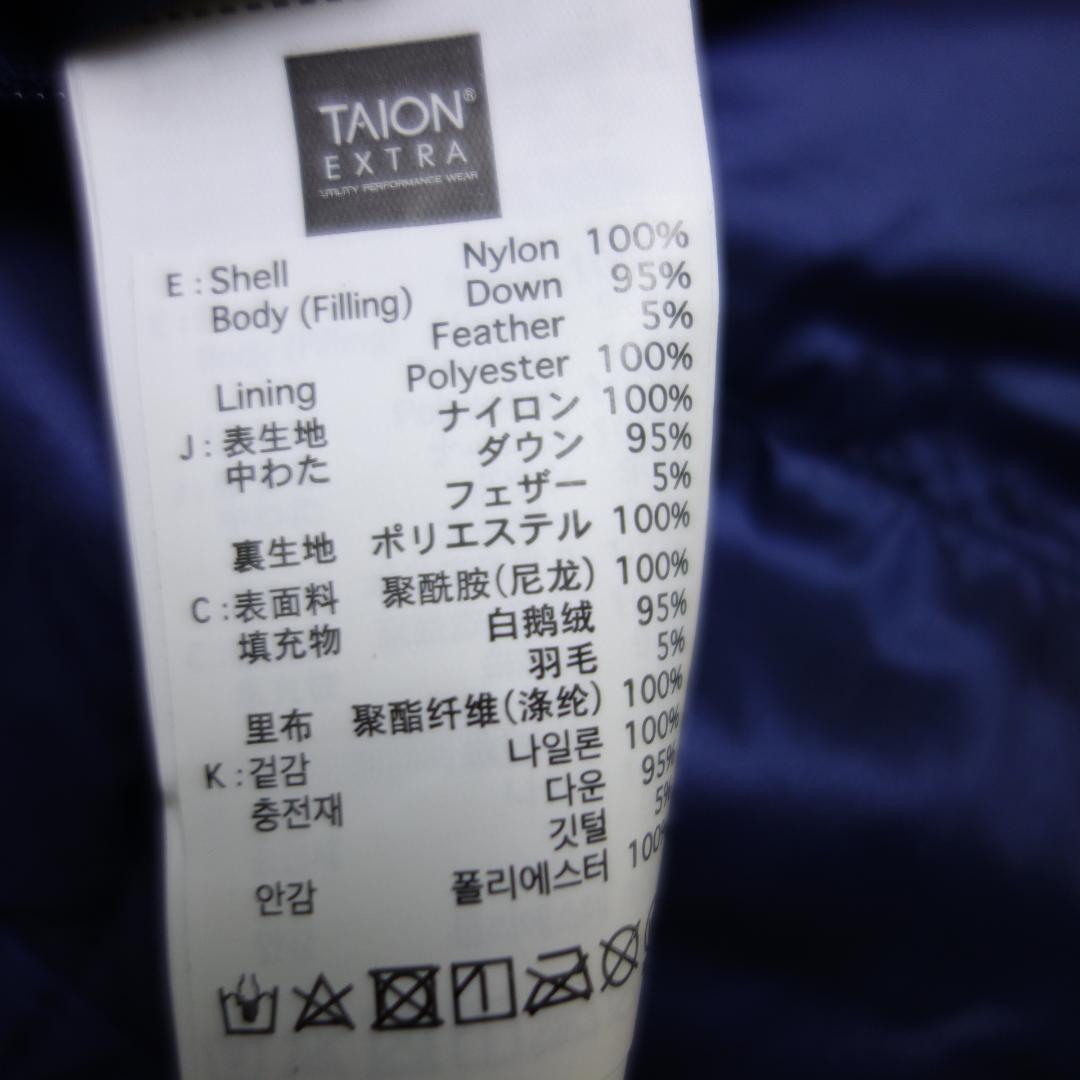 TAION®
EXTRA
UTILITY PERFORMANCE WEAR
E : Shell Nylon 100%
Body (Filling) Down 95%
Feather 5%
Lining Polyester 100%
J : 表生地 ナイロン 100%
中わた ダウン 95%
フェザー 5%
裏生地 ポリエステル 100%
C : 表面料 聚酰胺(尼龙) 100%
填充物 白鹅绒 95%
羽毛 5%
里布 聚酯纤维(涤纶) 100%
K : 겉감 나일론 100%
충전재 다운 95%
깃털 5%
안감 폴리에스터 100